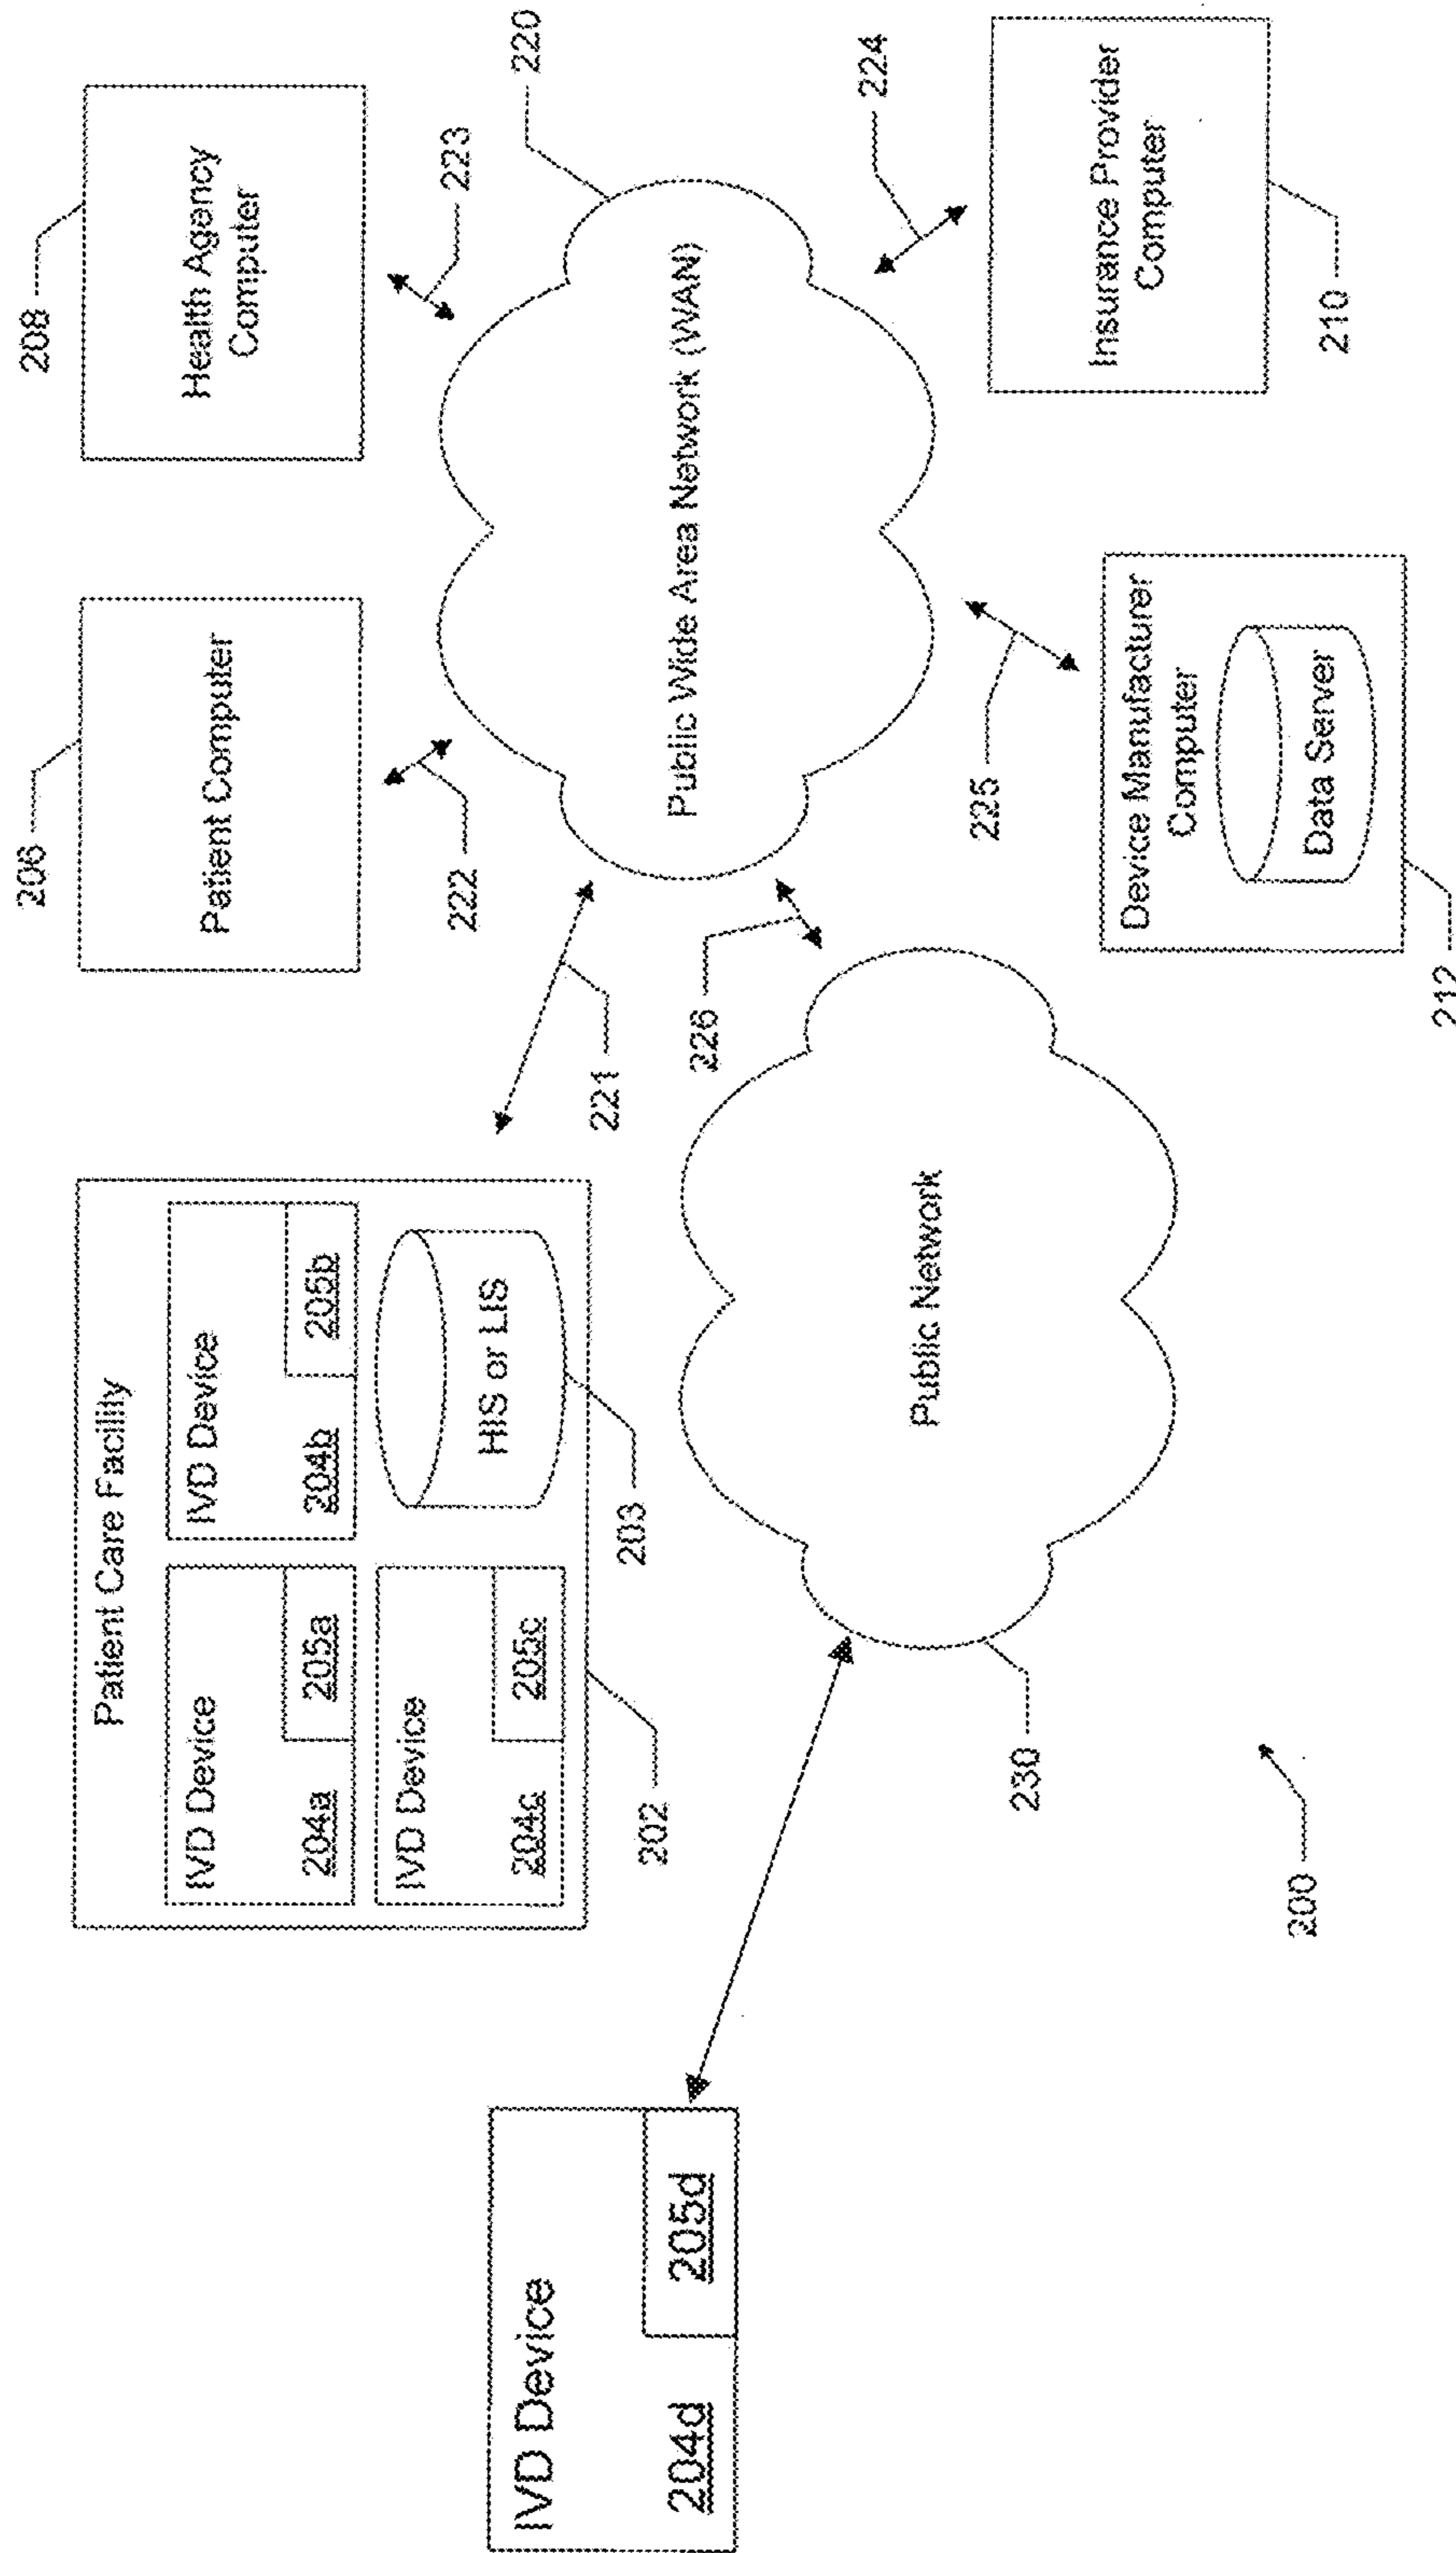 Patient Care Facility
IVD Device
204a
205a
IVD Device
204b
205b
IVD Device
204c
205c
HIS or LIS
203
202
206
Patient Computer
222
208
Health Agency
Computer
223
220
Public Wide Area Network (WAN)
221
226
224
Insurance Provider
Computer
210
225
Device Manufacturer
Computer
Data Server
212
Public Network
230
IVD Device
204d
205d
200